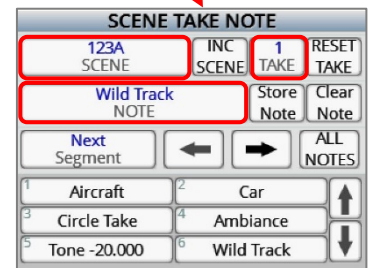 SCENE TAKE NOTE
123A INC 1 RESET
SCENE SCENE TAKE TAKE
Wild Track Store Clear
NOTE Note Note
Next ALL
Segment NOTES
1 Aircraft 2 Car
3 Circle Take 4 Ambiance
5 Tone -20.000 6 Wild Track